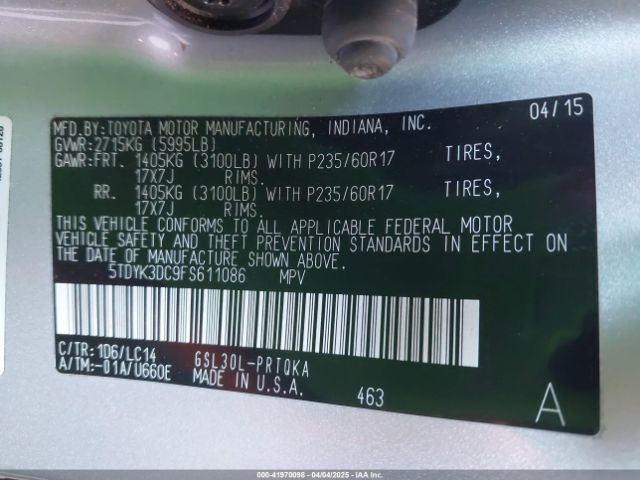 04/15
MFD.BY:TOYOTA MOTOR MANUFACTURING, INDIANA, INC.
GVWR:2715KG (5995LB)
GAWR:FRT. 1405KG (3100LB) WITH P235/60R17 TIRES,
17X7J RIMS.
RR. 1405KG (3100LB) WITH P235/60R17 TIRES,
17X7J RIMS.
THIS VEHICLE CONFORMS TO ALL APPLICABLE FEDERAL MOTOR
VEHICLE SAFETY AND THEFT PREVENTION STANDARDS IN EFFECT ON
THE DATE OF MANUFACTURE SHOWN ABOVE.
5TDYK3DC9FS611086 MPV
C/TR:1D6/LC14 GSL30L-PRTQKA
A/TM:-01A/U660E MADE IN U.S.A.
463 A
000-41970098 - 04/04/2025 - IAAI.com